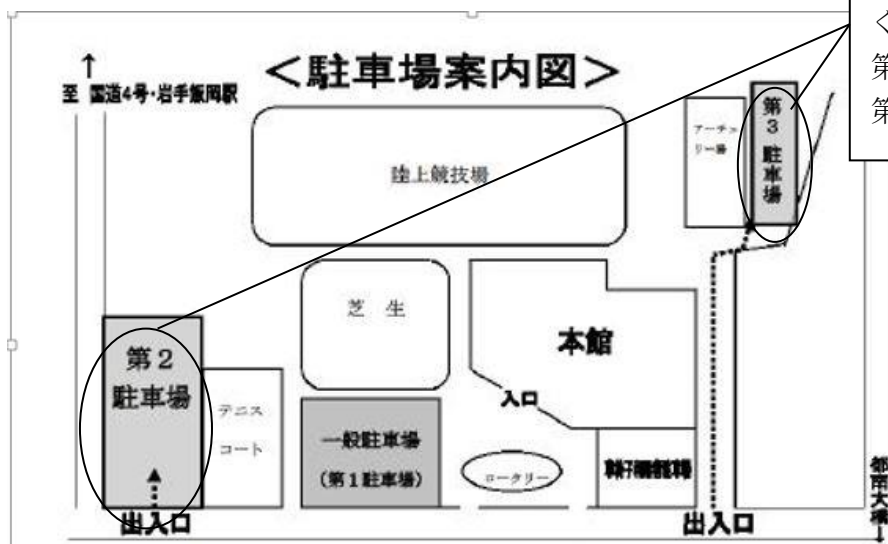 ＜駐車場案内図＞
↑
至 国道4号・岩手飯岡駅
＜
第
第
陸上競技場
アーチェ
リー場
第3駐車場
芝 生
本館
入口
第２
駐車場
テニス
コート
一般駐車場
(第1駐車場)
ロータリー
出入口
出入口
都南大橋
↓